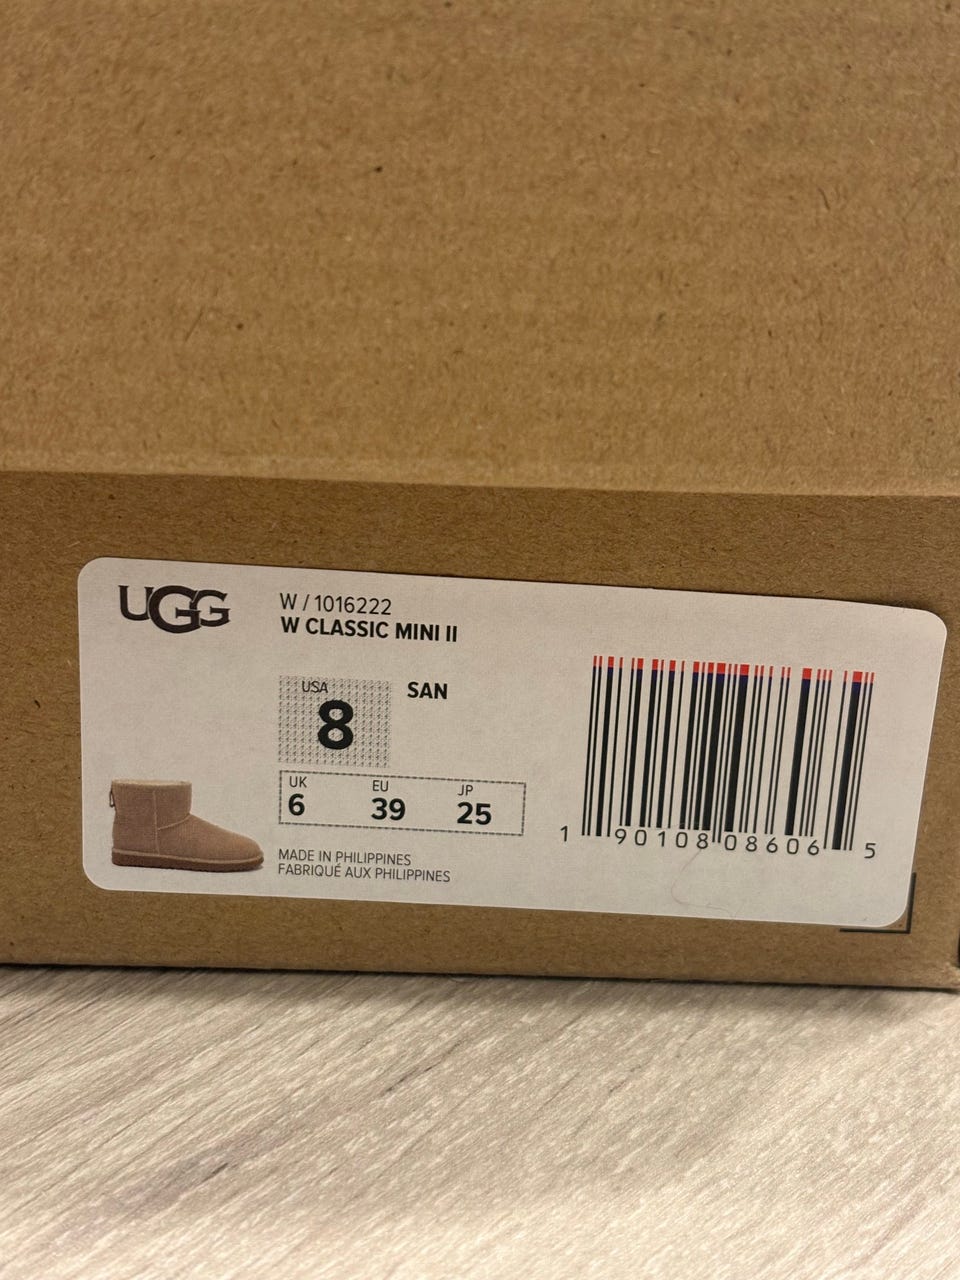 UGG
W / 1016222
W CLASSIC MINI II
USA
8
SAN
UK EU JP
6 39 25
MADE IN PHILIPPINES
FABRIQUÉ AUX PHILIPPINES
1 90108 08606 5